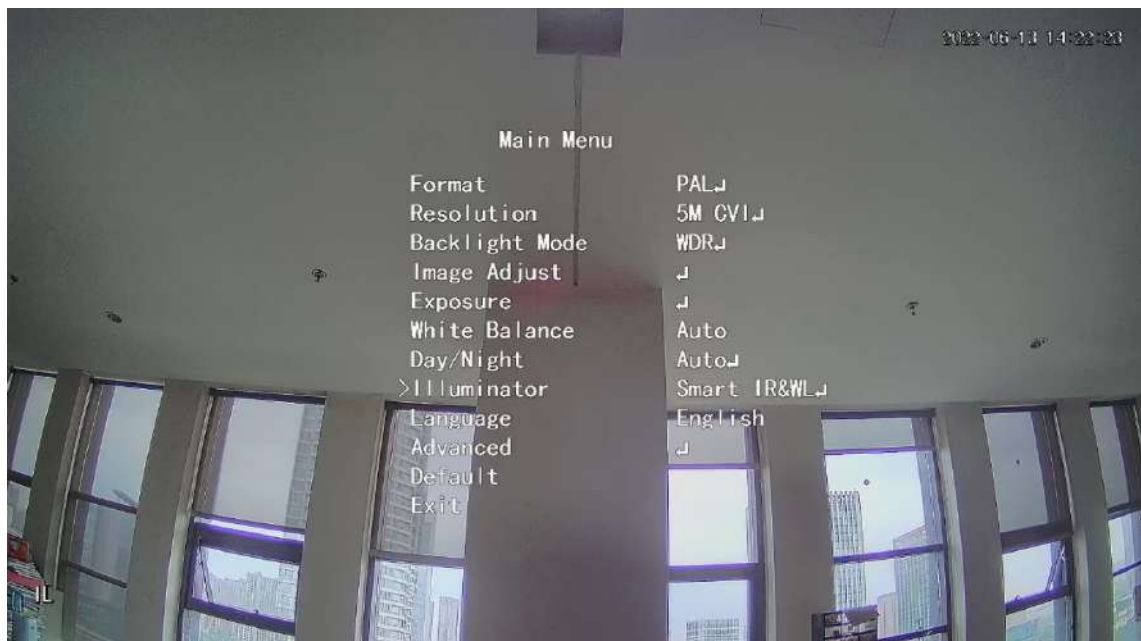 2022-06-13 14:22:23
Main Menu
Format PAL↵
Resolution 5M CVI↵
Backlight Mode WDR↵
Image Adjust ↵
Exposure ↵
White Balance Auto
Day/Night Auto↵
>Illuminator Smart IR&WL↵
Language English
Advanced ↵
Default
Exit